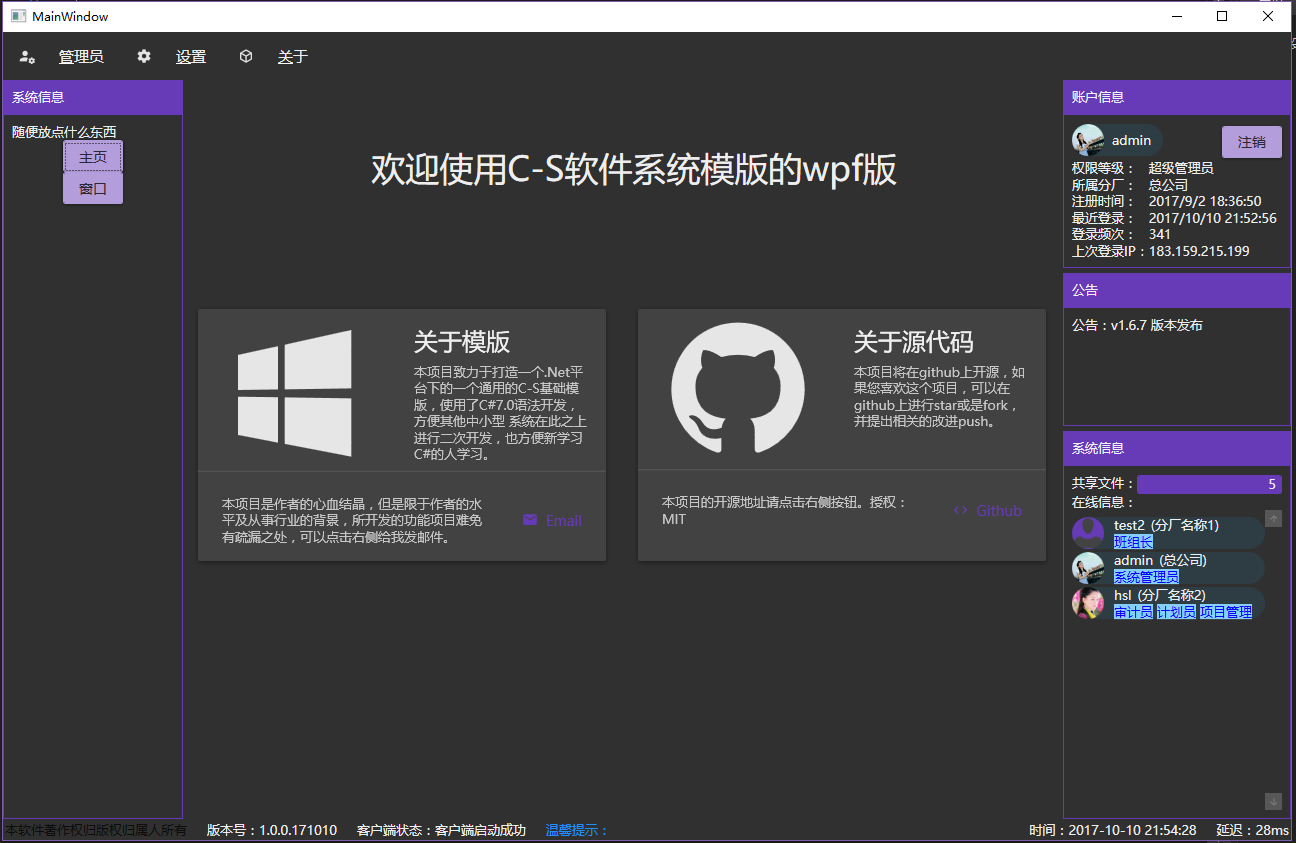 MainWindow
管理员 设置 关于
系统信息
随便放点什么东西
主页
窗口
欢迎使用C-S软件系统模版的wpf版
关于模版
本项目致力于打造一个.Net平
台下的一个通用的C-S基础模
版，使用了C#7.0语法开发，
方便其他中小型 系统在此之上
进行二次开发，也方便新学习
C#的人学习。
本项目是作者的心血结晶，但是限于作者的水
平及从事行业的背景，所开发的功能项目难免
有疏漏之处，可以点击右侧给我发邮件。
Email
关于源代码
本项目将在github上开源，如
果您喜欢这个项目，可以在
github上进行star或是fork，
并提出相关的改进push。
本项目的开源地址请点击右侧按钮。授权：
MIT
Github
账户信息
admin
注销
权限等级： 超级管理员
所属分厂： 总公司
注册时间： 2017/9/2 18:36:50
最近登录： 2017/10/10 21:52:56
登录频次： 341
上次登录IP：183.159.215.199
公告
公告：v1.6.7 版本发布
系统信息
共享文件： 5
在线信息：
test2 (分厂名称1)
班组长
admin (总公司)
系统管理员
hsl (分厂名称2)
审计员 计划员 项目管理
本软件著作权归版权归属人所有 版本号：1.0.0.171010 客户端状态：客户端启动成功 温馨提示： 时间：2017-10-10 21:54:28 延迟：28ms